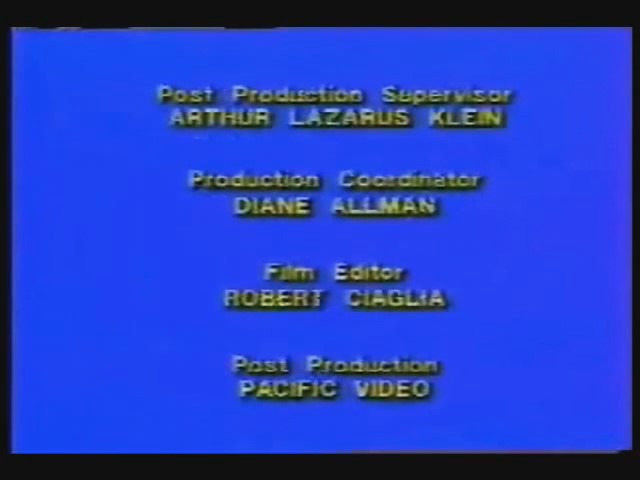 Post Production Supervisor
ARTHUR LAZARUS KLEIN
Production Coordinator
DIANE ALLMAN
Film Editor
ROBERT CIAGLIA
Post Production
PACIFIC VIDEO